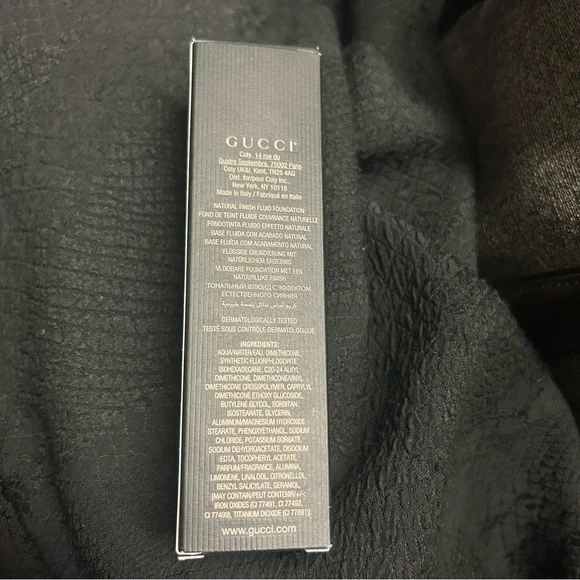 GUCCI
Coty, 14 rue du
Quatre Septembre, 75002 Paris
Coty UK&I, Kent, TN25 4AQ
Dist. for/pour Coty Inc.,
New York, NY 10118
Made in Italy / Fabriqué en Italie
NATURAL FINISH FLUID FOUNDATION
FOND DE TEINT FLUIDE COUVRANCE NATURELLE
FONDOTINTA FLUIDO EFFETTO NATURALE
BASE FLUIDA CON ACABADO NATURAL
BASE FLUÍDA COM ACABAMENTO NATURAL
FLÜSSIGE GRUNDIERUNG MIT
NATÜRLICHEM ERGEBNIS
VLOEIBARE FOUNDATION MET EEN
NATUURLIJKE FINISH
ТОНАЛЬНЫЙ ФЛЮИД С ЭФФЕКТОМ
ЕСТЕСТВЕННОГО СИЯНИЯ
كريم أساس سائل بلمسة طبيعية
DERMATOLOGICALLY TESTED
TESTÉ SOUS CONTRÔLE DERMATOLOGIQUE
INGREDIENTS:
AQUA/WATER/EAU, DIMETHICONE,
SYNTHETIC FLUORPHLOGOPITE,
ISOHEXADECANE, C20-24 ALKYL
DIMETHICONE, DIMETHICONE/VINYL
DIMETHICONE CROSSPOLYMER, CAPRYLYL
DIMETHICONE ETHOXY GLUCOSIDE,
BUTYLENE GLYCOL, SORBITAN
ISOSTEARATE, GLYCERIN,
ALUMINUM/MAGNESIUM HYDROXIDE
STEARATE, PHENOXYETHANOL, SODIUM
CHLORIDE, POTASSIUM SORBATE,
SODIUM DEHYDROACETATE, DISODIUM
EDTA, TOCOPHERYL ACETATE,
PARFUM/FRAGRANCE, ALUMINA,
LIMONENE, LINALOOL, CITRONELLOL,
BENZYL SALICYLATE, GERANIOL.
[MAY CONTAIN/PEUT CONTENIR/+/-:
IRON OXIDES (CI 77491, CI 77492,
CI 77499), TITANIUM DIOXIDE (CI 77891)].
www.gucci.com